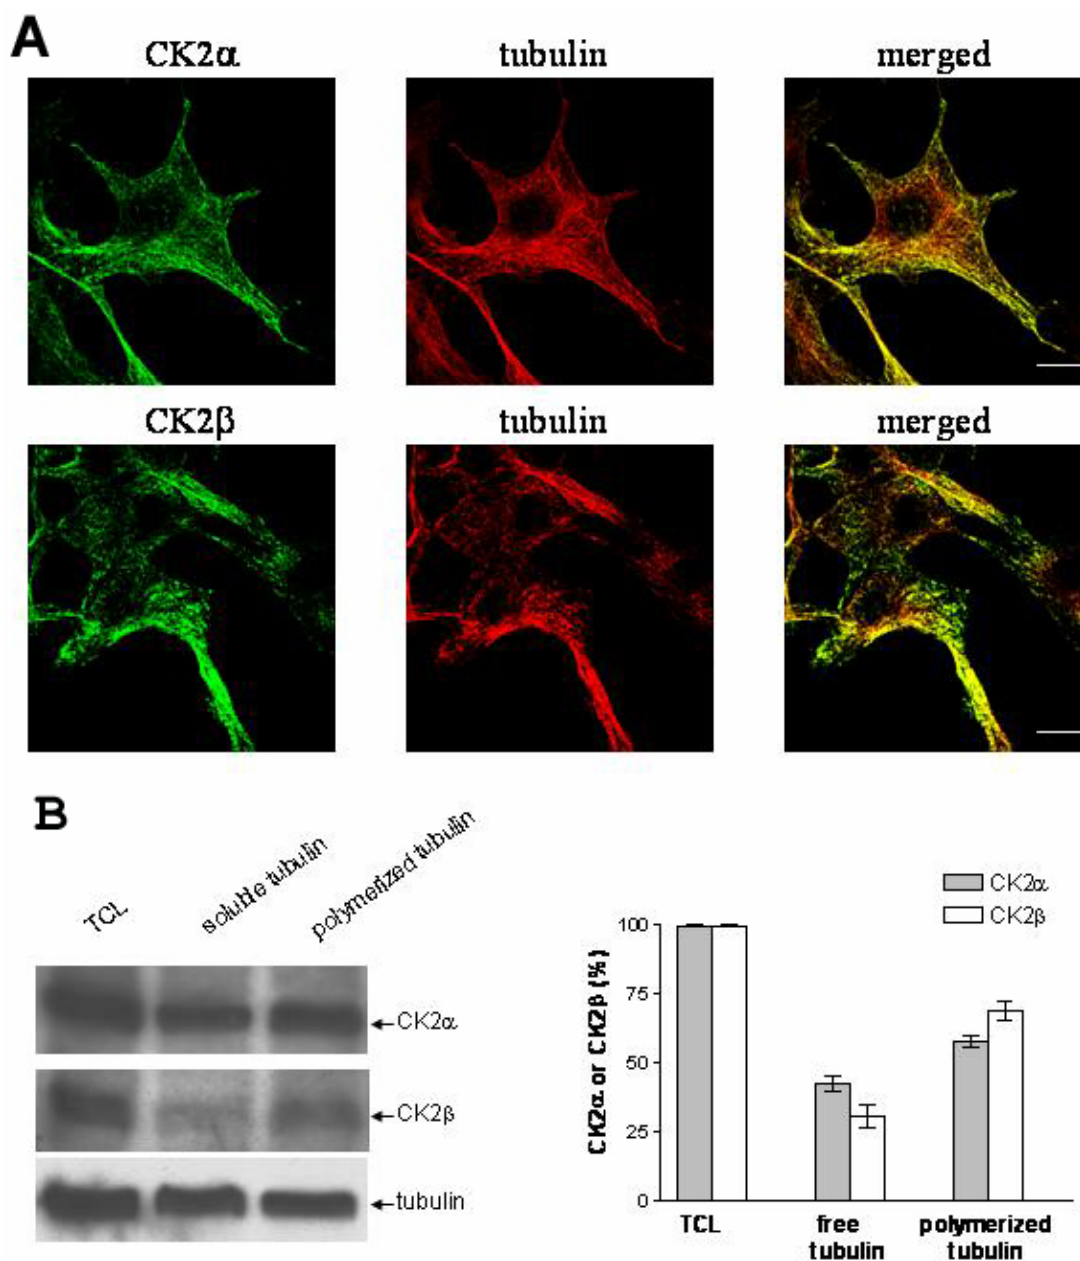 A
CK2α
tubulin
merged
CK2β
tubulin
merged
B
TCL
soluble tubulin
polymerized tubulin
←CK2α
←CK2β
←tubulin
CK2α
CK2β
CK2α or CK2β (%)
100
75
50
25
0
TCL
free
tubulin
polymerized
tubulin